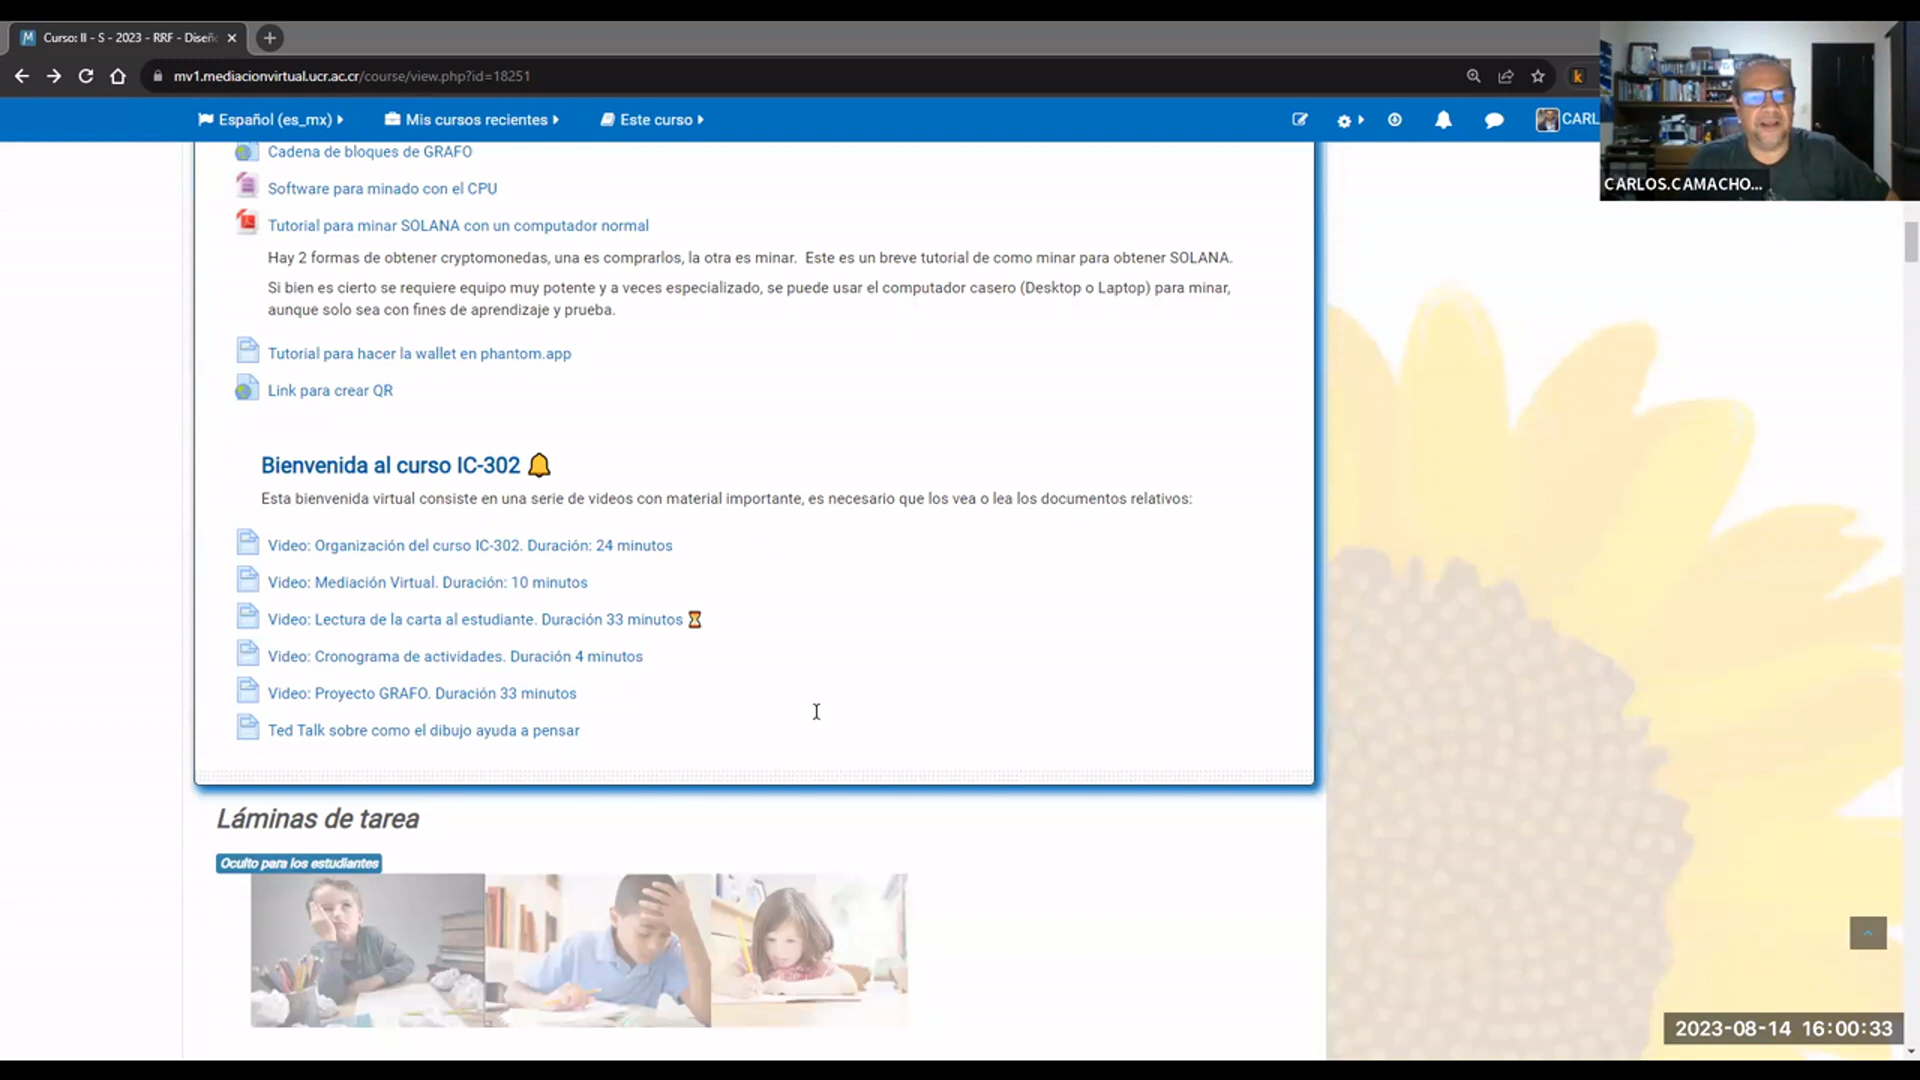 Curso: II - S - 2023 - RRF - Diseñ
mv1.mediacionvirtual.ucr.ac.cr/course/view.php?id=18251
Español (es_mx)
Mis cursos recientes
Este curso
CARL
CARLOS.CAMACHO...
Cadena de bloques de GRAFO
Software para minado con el CPU
Tutorial para minar SOLANA con un computador normal
Hay 2 formas de obtener cryptomonedas, una es comprarlos, la otra es minar. Este es un breve tutorial de como minar para obtener SOLANA.
Si bien es cierto se requiere equipo muy potente y a veces especializado, se puede usar el computador casero (Desktop o Laptop) para minar,
aunque solo sea con fines de aprendizaje y prueba.
Tutorial para hacer la wallet en phantom.app
Link para crear QR
Bienvenida al curso IC-302
Esta bienvenida virtual consiste en una serie de videos con material importante, es necesario que los vea o lea los documentos relativos:
Video: Organización del curso IC-302. Duración: 24 minutos
Video: Mediación Virtual. Duración: 10 minutos
Video: Lectura de la carta al estudiante. Duración 33 minutos
Video: Cronograma de actividades. Duración 4 minutos
Video: Proyecto GRAFO. Duración 33 minutos
Ted Talk sobre como el dibujo ayuda a pensar
Láminas de tarea
Oculto para los estudiantes
2023-08-14 16:00:33